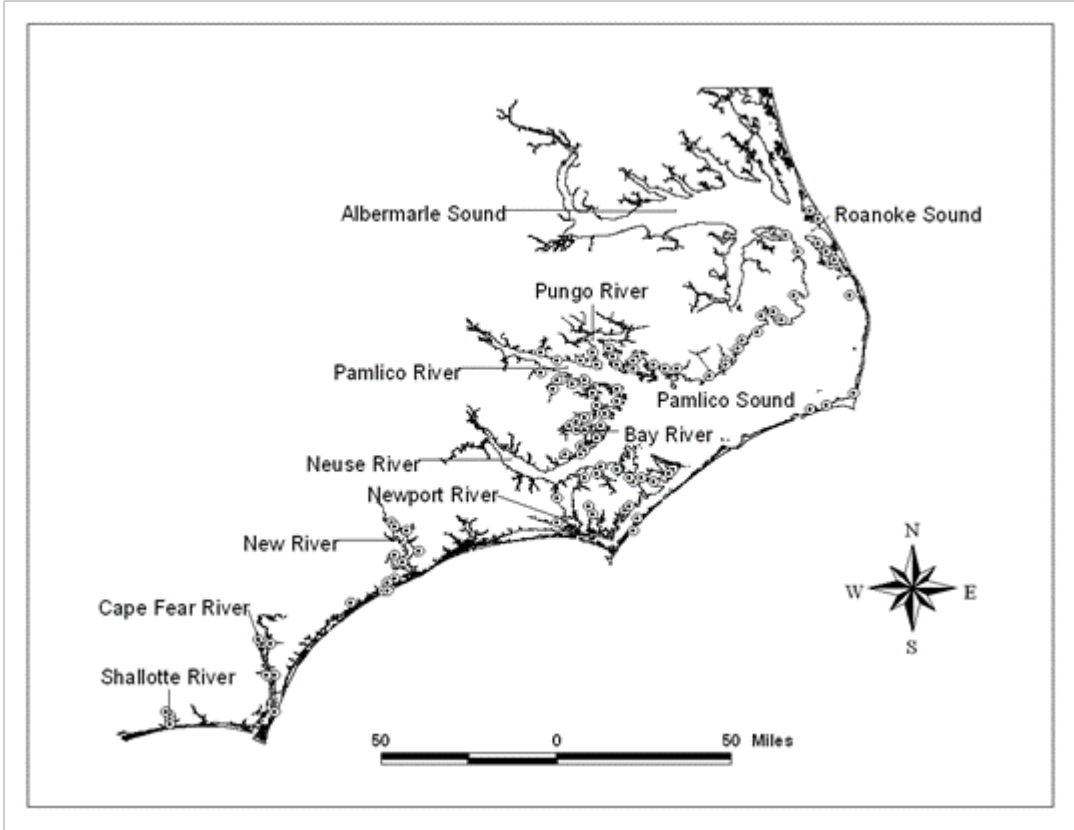 Albermarle Sound
Roanoke Sound
Pungo River
Pamlico River
Pamlico Sound
Bay River
Neuse River
Newport River
New River
Cape Fear River
Shallotte River
N
W E
S
50 0 50 Miles